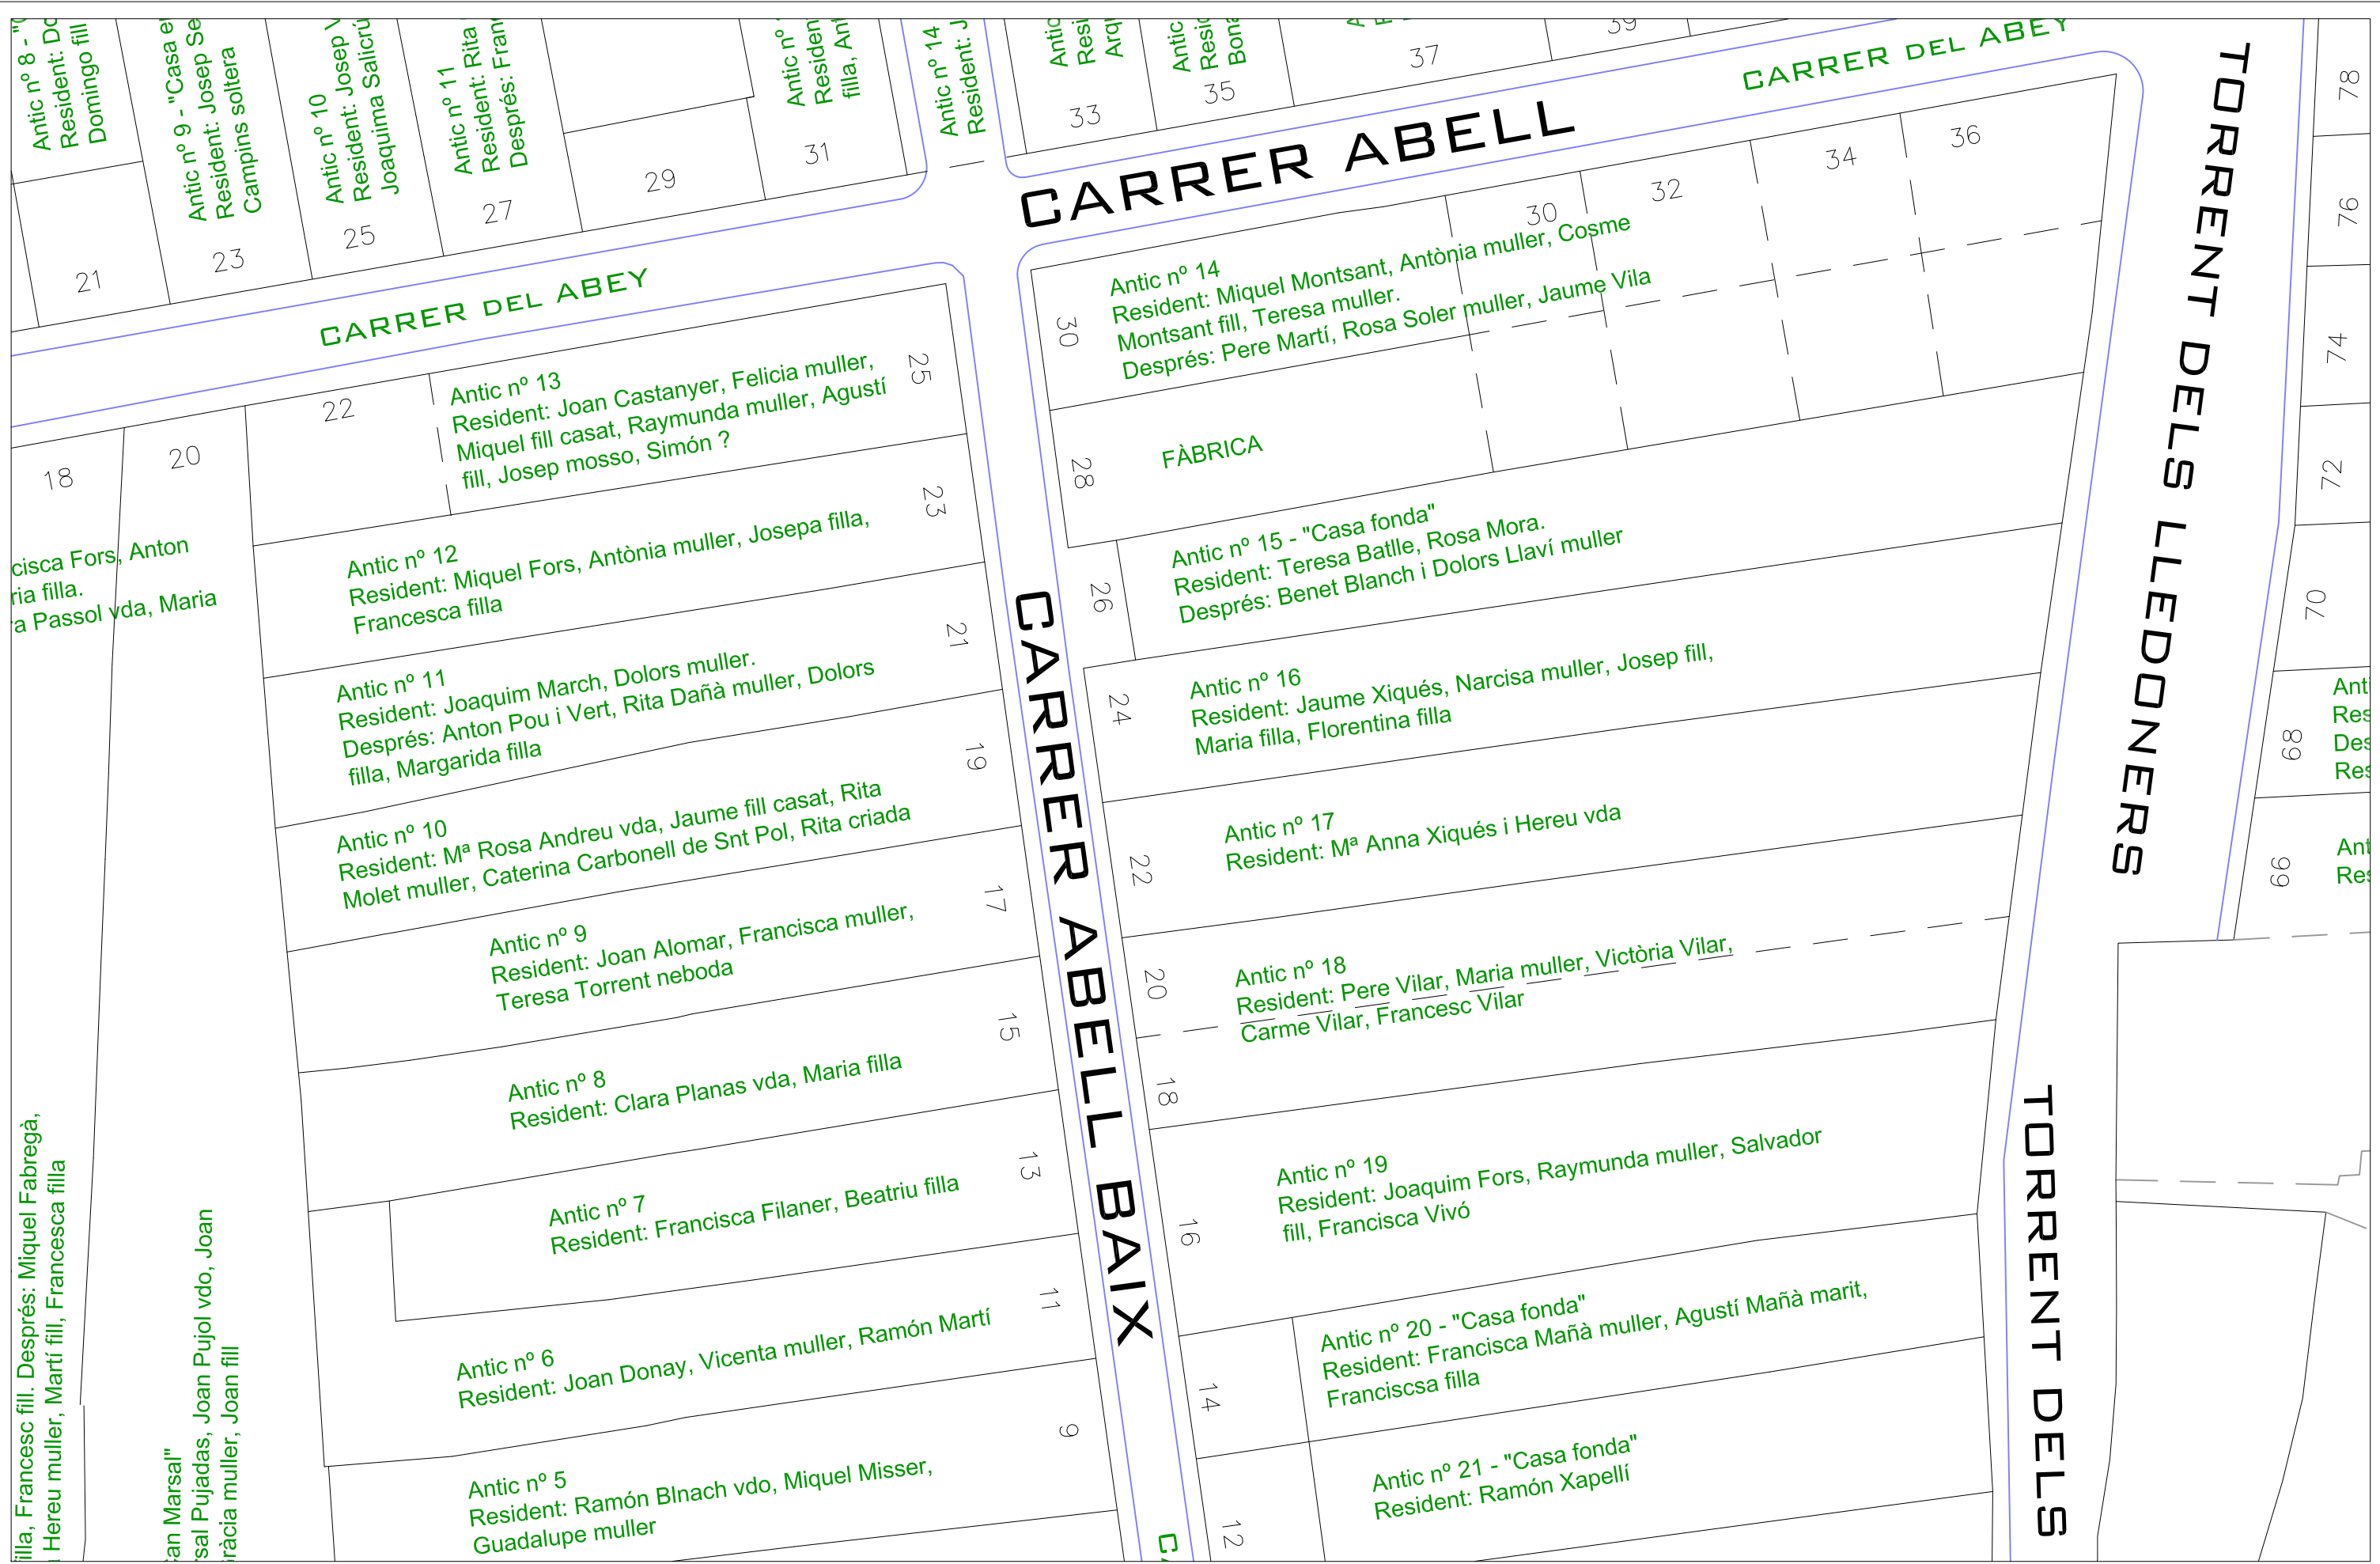 Antic nº 8 -
Resident:
Domingo fill
21
Antic nº 9 - "Casa
Resident: Josep
Campins soltera
23
Antic nº 10
Resident: Josep
Joaquima Salicrú
25
Antic nº 11
Resident: Rita
Després:
27
29
Antic nº
Resident
filla,
31
Antic nº 14
Resident:
33
35
37
39
CARRER ABELL
CARRER DEL ABEY
CARRER DEL ABEY
TORRENT DELS LLEDONERS
TORRENT DELS
78
76
74
72
70
68
66
18
20
22
Fors, Anton
filla.
Passol vda, Maria
filla, Francesc fill. Després: Miquel Fabregà,
Hereu muller, Martí fill, Francesca filla
Marsal"
Pujadas, Joan Pujol vdo, Joan
muller, Joan fill
Antic nº 13
Resident: Joan Castanyer, Felicia muller,
Miquel fill casat, Raymunda muller, Agustí
fill, Josep mosso, Simón ?
25
Antic nº 12
Resident: Miquel Fors, Antònia muller, Josepa filla,
Francesca filla
23
Antic nº 11
Resident: Joaquim March, Dolors muller.
Després: Anton Pou i Vert, Rita Dañà muller, Dolors
filla, Margarida filla
21
Antic nº 10
Resident: Mª Rosa Andreu vda, Jaume fill casat, Rita
Molet muller, Caterina Carbonell de Snt Pol, Rita criada
19
Antic nº 9
Resident: Joan Alomar, Francisca muller,
Teresa Torrent neboda
17
Antic nº 8
Resident: Clara Planas vda, Maria filla
15
Antic nº 7
Resident: Francisca Filaner, Beatriu filla
13
Antic nº 6
Resident: Joan Donay, Vicenta muller, Ramón Martí
11
Antic nº 5
Resident: Ramón Blnach vdo, Miquel Misser,
Guadalupe muller
9
CARRER ABELL BAIX
30
Antic nº 14
Resident: Miquel Montsant, Antònia muller, Cosme
Montsant fill, Teresa muller.
Després: Pere Martí, Rosa Soler muller, Jaume Vila
30
32
34
36
28
FÀBRICA
26
Antic nº 15 - "Casa fonda"
Resident: Teresa Batlle, Rosa Mora.
Després: Benet Blanch i Dolors Llaví muller
24
Antic nº 16
Resident: Jaume Xiqués, Narcisa muller, Josep fill,
Maria filla, Florentina filla
22
Antic nº 17
Resident: Mª Anna Xiqués i Hereu vda
20
Antic nº 18
Resident: Pere Vilar, Maria muller, Victòria Vilar,
Carme Vilar, Francesc Vilar
18
16
Antic nº 19
Resident: Joaquim Fors, Raymunda muller, Salvador
fill, Francisca Vivó
14
Antic nº 20 - "Casa fonda"
Resident: Francisca Mañà muller, Agustí Mañà marit,
Franciscsa filla
12
Antic nº 21 - "Casa fonda"
Resident: Ramón Xapellí